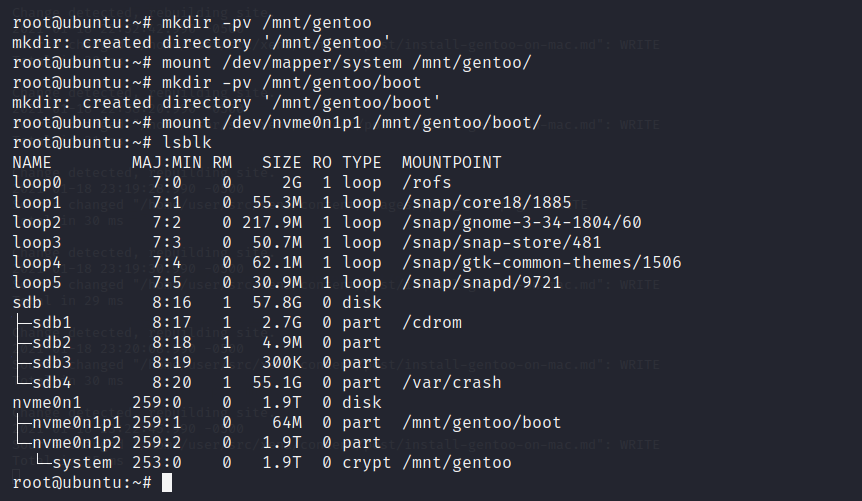 root@ubuntu:~# mkdir -pv /mnt/gentoo
mkdir: created directory '/mnt/gentoo'
root@ubuntu:~# mount /dev/mapper/system /mnt/gentoo/
root@ubuntu:~# mkdir -pv /mnt/gentoo/boot
mkdir: created directory '/mnt/gentoo/boot'
root@ubuntu:~# mount /dev/nvme0n1p1 /mnt/gentoo/boot/
root@ubuntu:~# lsblk
NAME        MAJ:MIN RM   SIZE RO TYPE  MOUNTPOINT
loop0         7:0    0     2G  1 loop  /rofs
loop1         7:1    0  55.3M  1 loop  /snap/core18/1885
loop2         7:2    0 217.9M  1 loop  /snap/gnome-3-34-1804/60
loop3         7:3    0  50.7M  1 loop  /snap/snap-store/481
loop4         7:4    0  62.1M  1 loop  /snap/gtk-common-themes/1506
loop5         7:5    0  30.9M  1 loop  /snap/snapd/9721
sdb           8:16   1  57.8G  0 disk
├─sdb1        8:17   1   2.7G  0 part  /cdrom
├─sdb2        8:18   1   4.9M  0 part
├─sdb3        8:19   1   300K  0 part
└─sdb4        8:20   1  55.1G  0 part  /var/crash
nvme0n1     259:0    0   1.9T  0 disk
├─nvme0n1p1 259:1    0    64M  0 part  /mnt/gentoo/boot
└─nvme0n1p2 259:2    0   1.9T  0 part
  └─system  253:0    0   1.9T  0 crypt /mnt/gentoo
root@ubuntu:~#